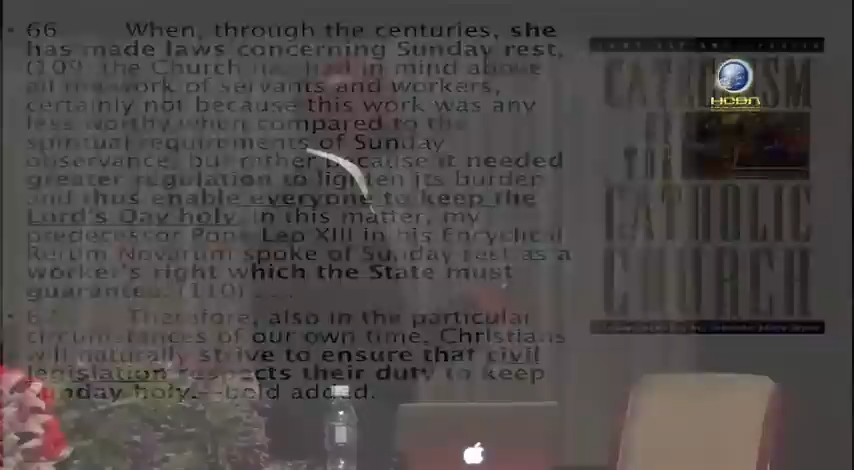 • 66 When, through the centuries, she
has made laws concerning Sunday rest,
(109) the Church has had in mind above
all the work of servants and workers,
certainly not because this work was any
less worthy when compared to the
spiritual requirements of Sunday
observance, but rather because it needed
greater regulation to lighten its burden
and thus enable everyone to keep the
Lord's Day holy. In this matter, my
predecessor Pope Leo XIII in his Encyclical
Rerum Novarum spoke of Sunday rest as a
worker's right which the State must
guarantee. (110) ...
• 67 Therefore, also in the particular
circumstances of our own time, Christians
will naturally strive to ensure that civil
legislation respects their duty to keep
Sunday holy.—bold added.
CATECHISM
OF
THE
CATHOLIC
CHURCH
HCBN